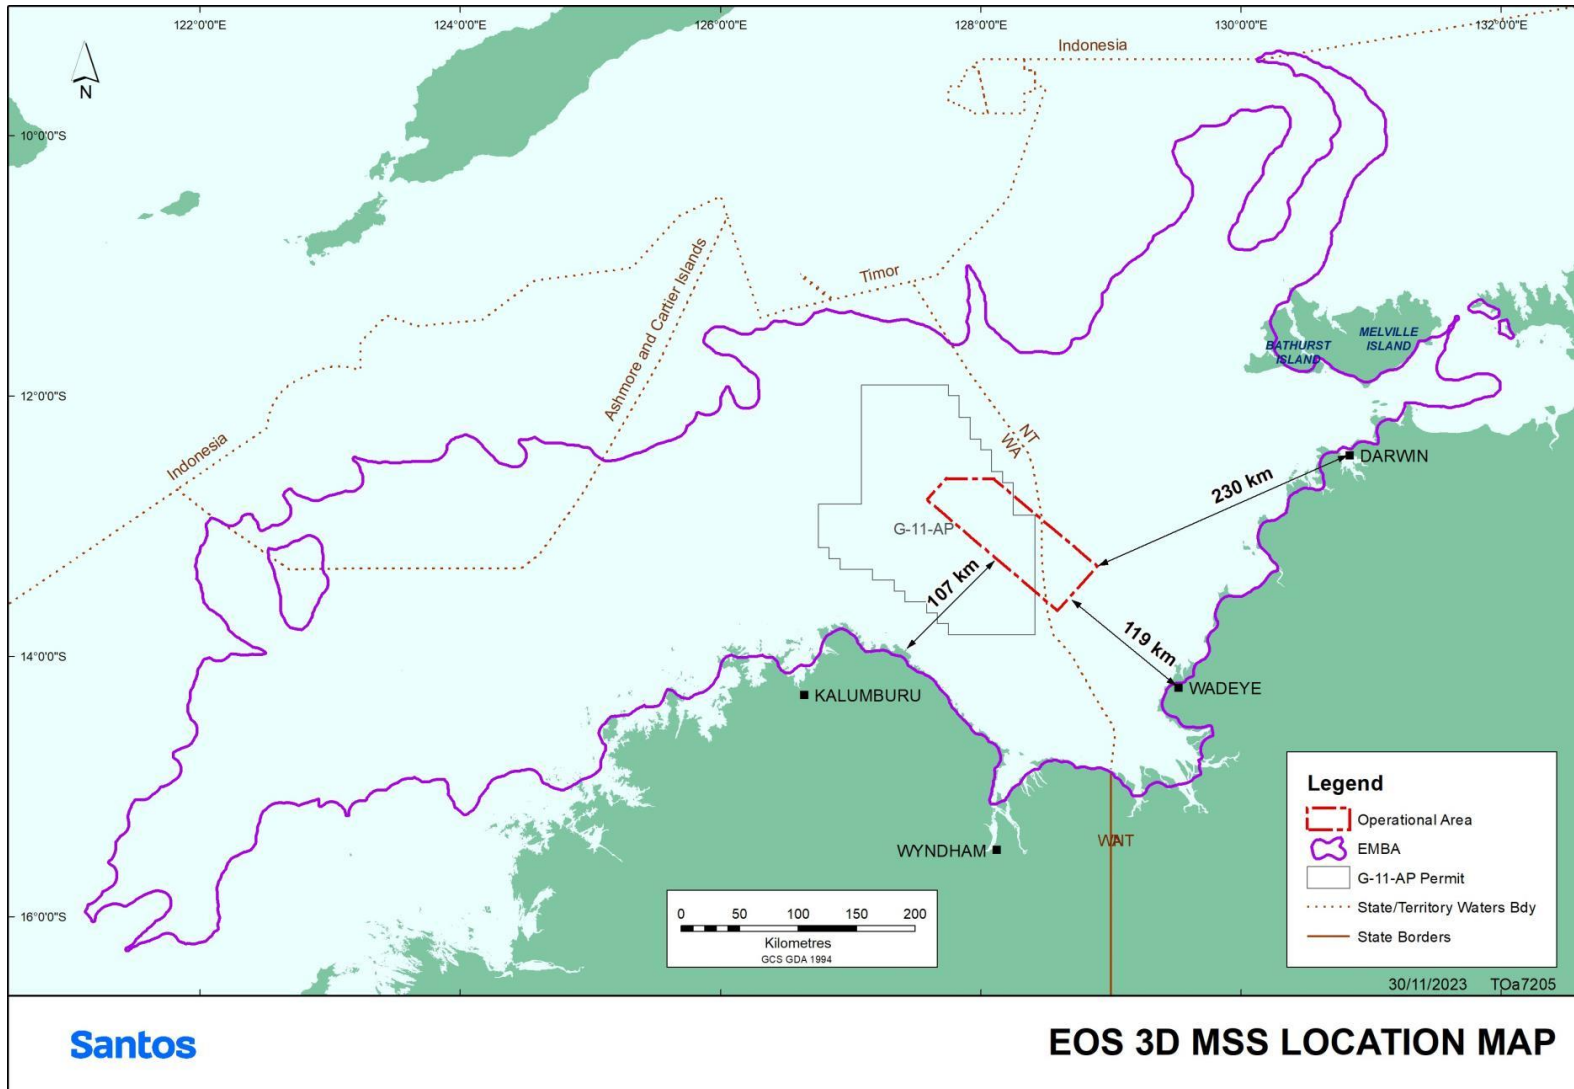 122°0'0"E
124°0'0"E
126°0'0"E
128°0'0"E
130°0'0"E
132°0'0"E
N
Indonesia
10°0'0"S
Timor
Ashmore and Cartier Islands
MELVILLE
ISLAND
BATHURST
ISLAND
12°0'0"S
Indonesia
NT
WA
DARWIN
230 km
G-11-AP
107 km
119 km
14°0'0"S
KALUMBURU
WADEYE
WYNDHAM
WA
NT
16°0'0"S
0 50 100 150 200
Kilometres
GCS GDA 1994
Legend
Operational Area
EMBA
G-11-AP Permit
State/Territory Waters Bdy
State Borders
30/11/2023 TOa7205
Santos
EOS 3D MSS LOCATION MAP